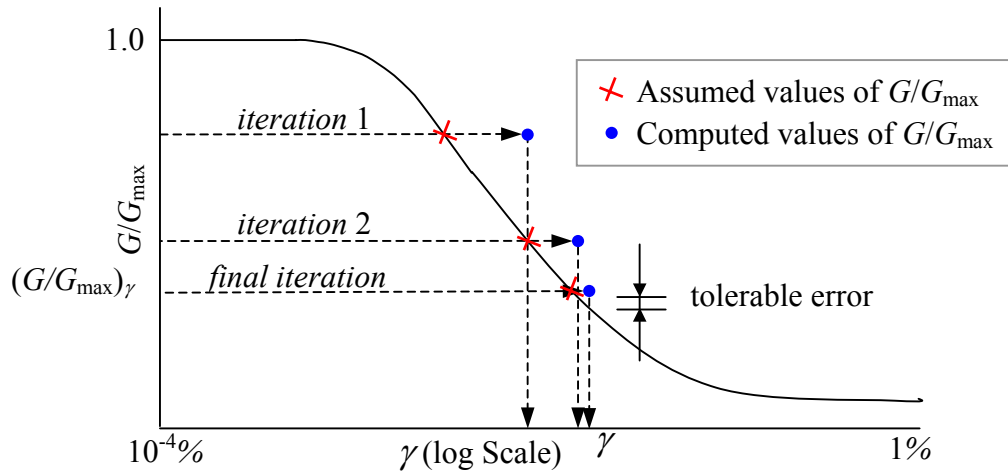 1.0
Assumed values of G/Gmax
Computed values of G/Gmax
iteration 1
G/Gmax
iteration 2
final iteration
(G/Gmax)γ
tolerable error
10-4%
γ (log Scale)
γ
1%